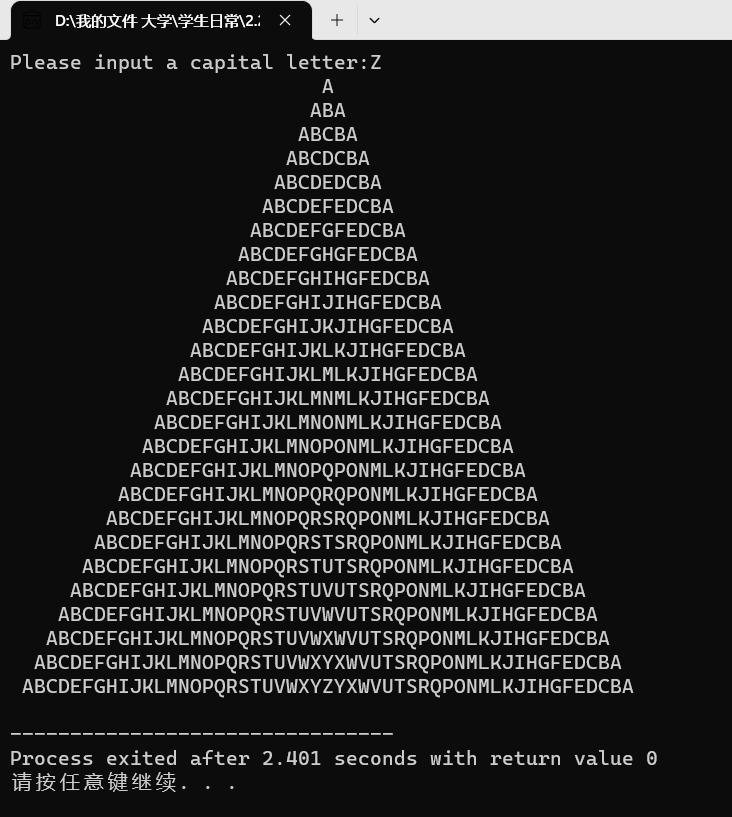 D:\我的文件 大学\学生日常\2.2
Please input a capital letter:Z
A
ABA
ABCBA
ABCDCBA
ABCDEDCBA
ABCDEFEDCBA
ABCDEFGFEDCBA
ABCDEFGHGFEDCBA
ABCDEFGHIHGFEDCBA
ABCDEFGHIJIHGFEDCBA
ABCDEFGHIJKJIHGFEDCBA
ABCDEFGHIJKLKJIHGFEDCBA
ABCDEFGHIJKLMLKJIHGFEDCBA
ABCDEFGHIJKLMNMLKJIHGFEDCBA
ABCDEFGHIJKLMNONMLKJIHGFEDCBA
ABCDEFGHIJKLMNOPONMLKJIHGFEDCBA
ABCDEFGHIJKLMNOPQPONMLKJIHGFEDCBA
ABCDEFGHIJKLMNOPQRQPONMLKJIHGFEDCBA
ABCDEFGHIJKLMNOPQRSRQPONMLKJIHGFEDCBA
ABCDEFGHIJKLMNOPQRSTSRQPONMLKJIHGFEDCBA
ABCDEFGHIJKLMNOPQRSTUTSRQPONMLKJIHGFEDCBA
ABCDEFGHIJKLMNOPQRSTUVUTSRQPONMLKJIHGFEDCBA
ABCDEFGHIJKLMNOPQRSTUVWVUTSRQPONMLKJIHGFEDCBA
ABCDEFGHIJKLMNOPQRSTUVWXWVUTSRQPONMLKJIHGFEDCBA
ABCDEFGHIJKLMNOPQRSTUVWXYXWVUTSRQPONMLKJIHGFEDCBA
ABCDEFGHIJKLMNOPQRSTUVWXYZYXWVUTSRQPONMLKJIHGFEDCBA
--------------------------------
Process exited after 2.401 seconds with return value 0
请按任意键继续. . .